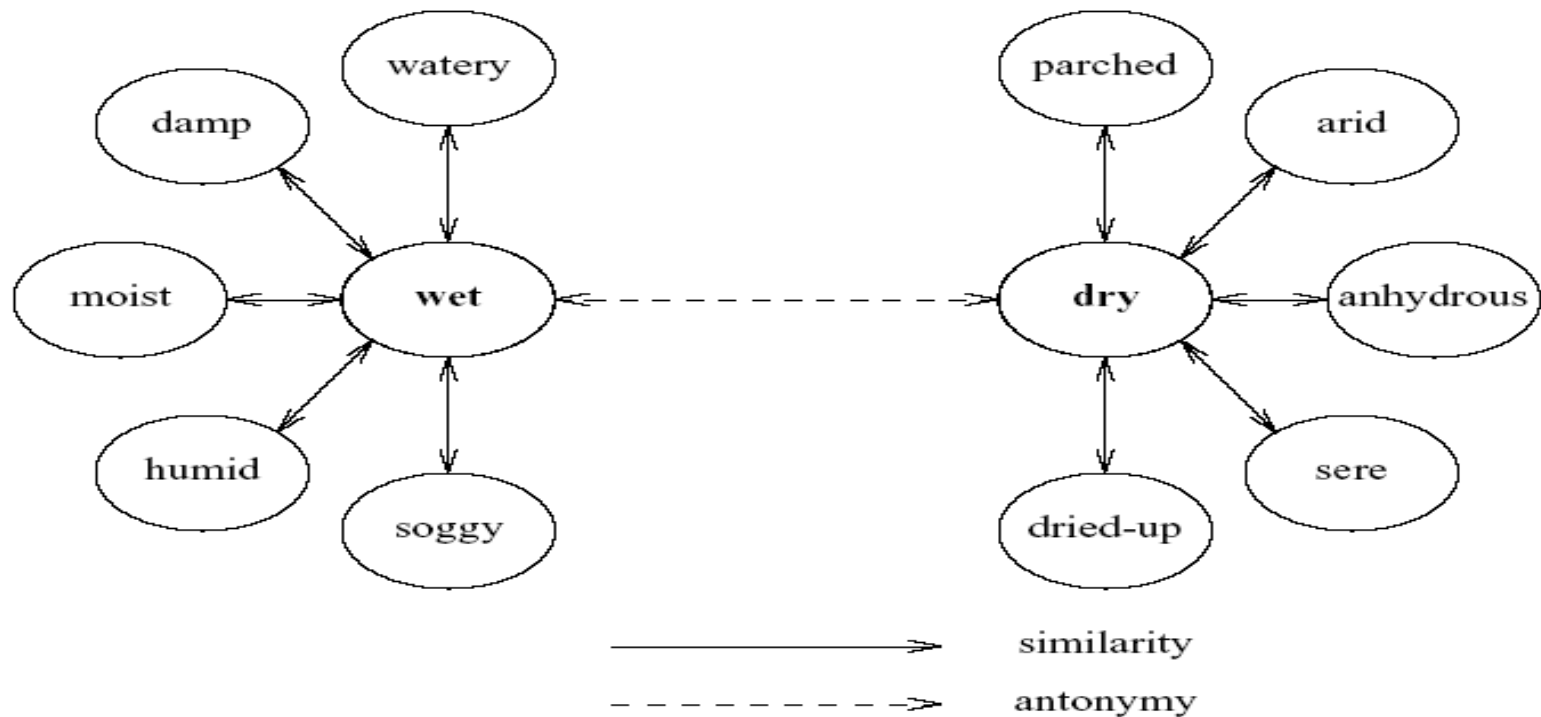 watery
parched
damp
arid
moist
wet
dry
anhydrous
humid
sere
soggy
dried-up
similarity
antonymy